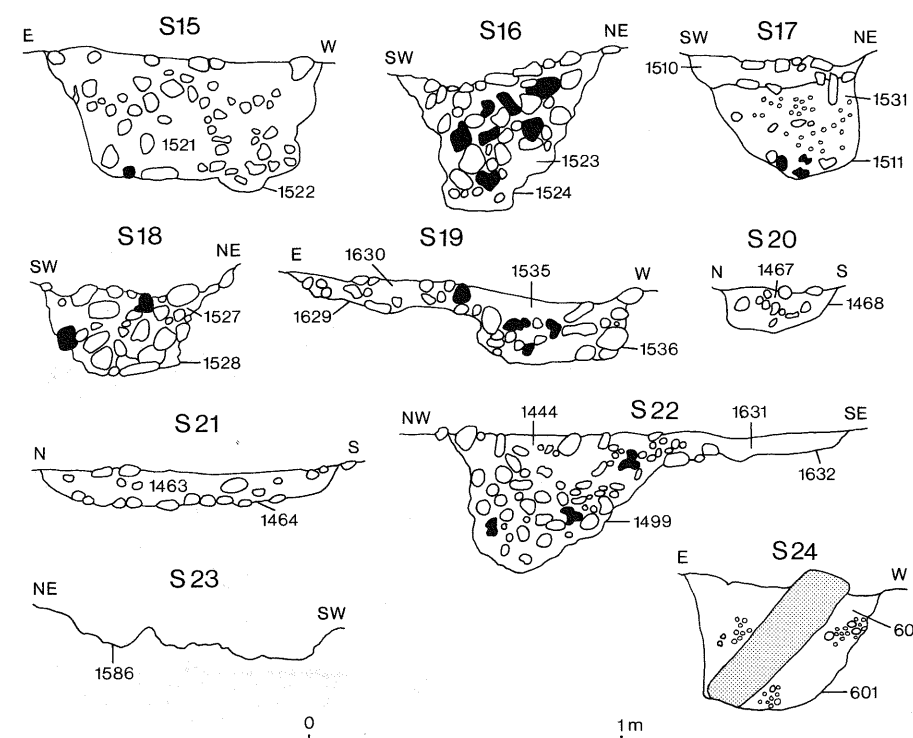 S15
E
W
1521
1522
S16
SW
NE
1523
1524
S17
SW
NE
1510
1531
1511
S18
SW
NE
1527
1528
S19
E
1630
1535
W
1629
1536
S20
N
1467
S
1468
S21
N
S
1463
1464
S22
NW
1444
1631
SE
1632
1499
S23
NE
SW
1586
S24
E
W
60
601
0
1m